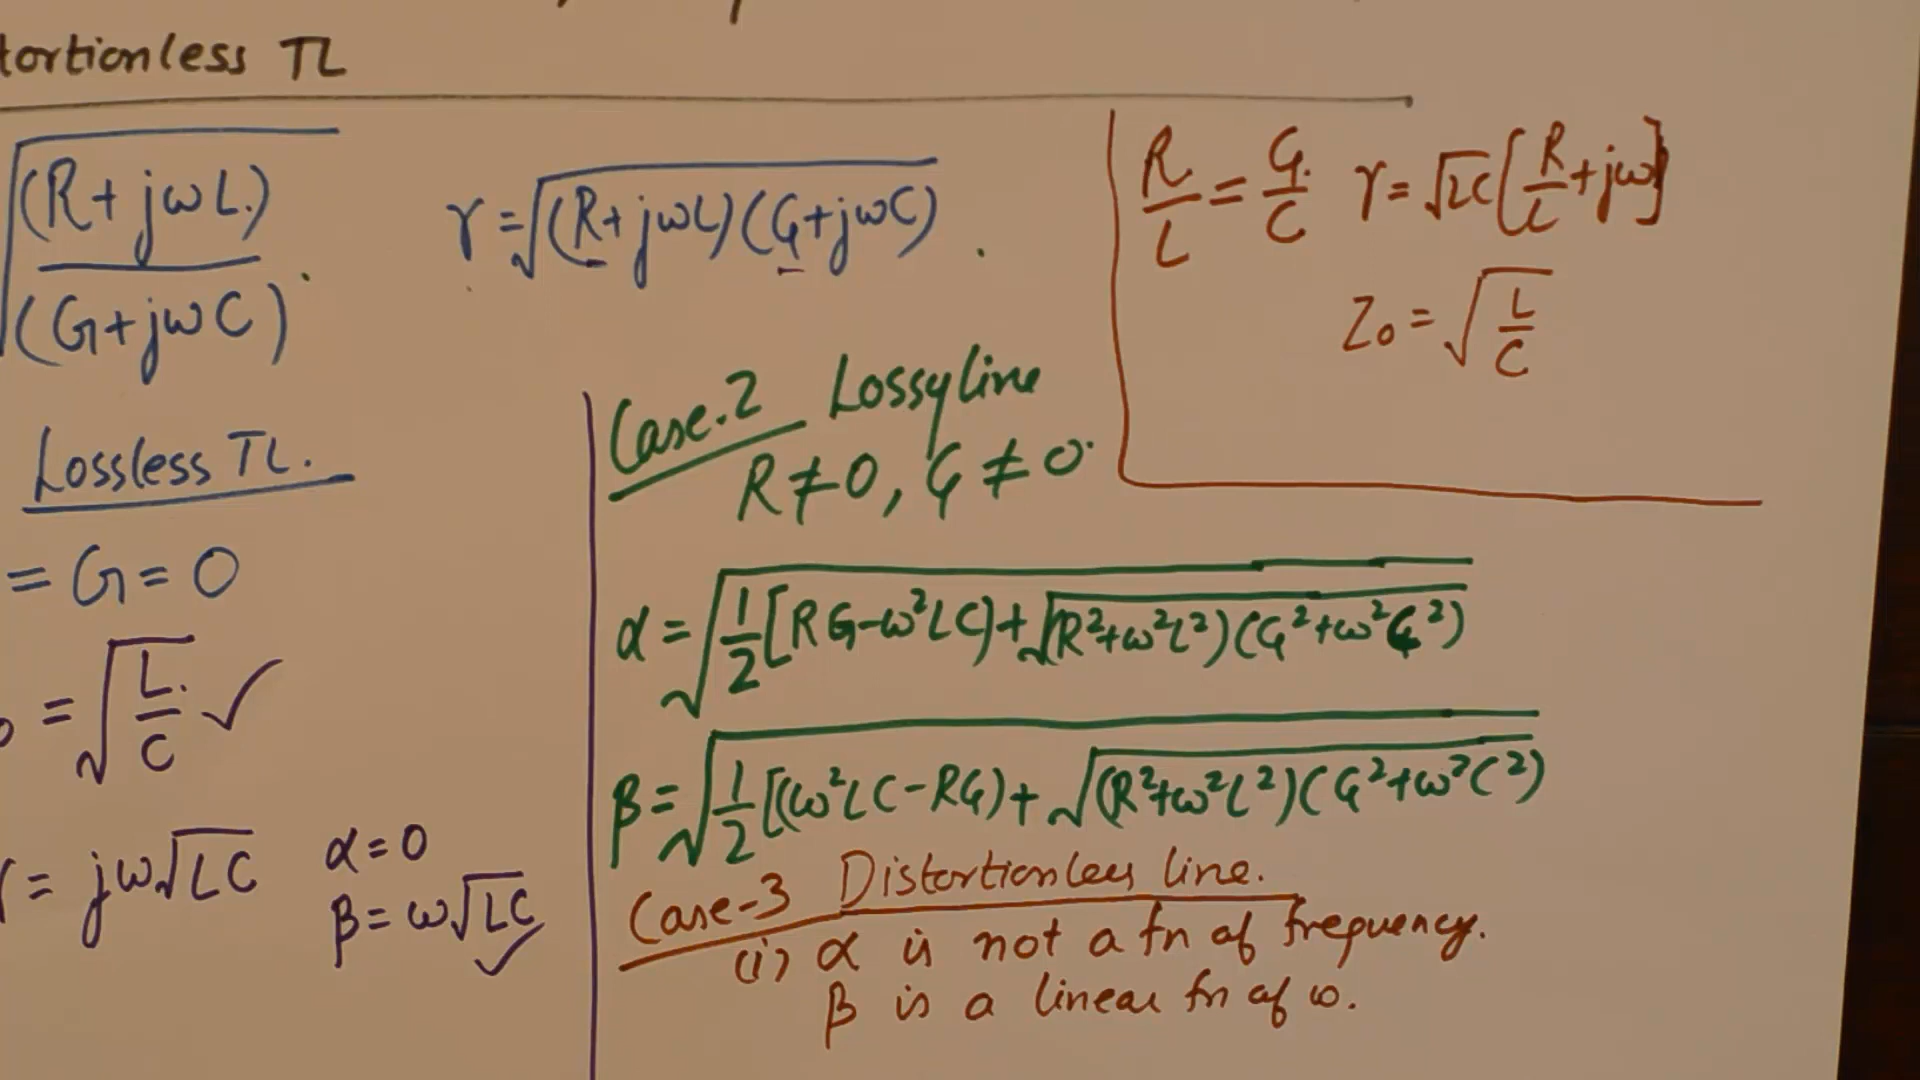 tortionless TL
√((R+jωL.)/(G+jωC))
γ=√((R+jωL)(G+jωC)) .
R/L = G/C γ=√LC[R/L+jω]
Z₀=√(L/C)
Lossless TL.
= G = 0
= √(L/C) ✓
= jω√LC α=0
β=ω√LC ✓
Case.2 Lossy line
R≠0, G≠0
α=√(1/2[RG-ω²LC)+√((R²+ω²L²)(G²+ω²C²)))
β=√(1/2[(ω²LC-RG)+√((R²+ω²L²)(G²+ω²C²)))
Case-3 Distortionless line.
(i) α is not a fn of frequency.
β is a linear fn of ω.